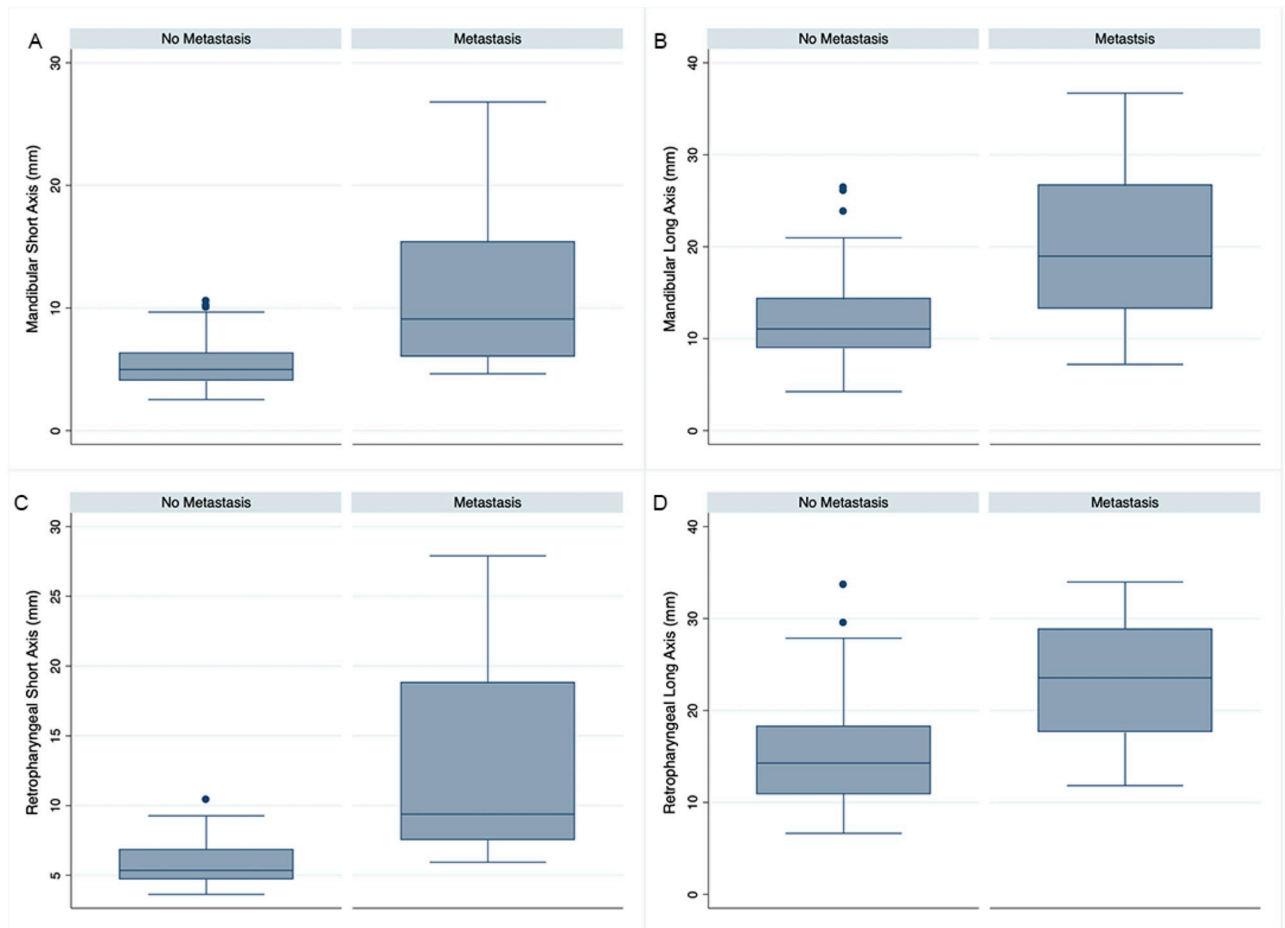 A
No Metastasis
Metastasis
Mandibular Short Axis (mm)
30
20
10
0
B
No Metastasis
Metastsis
Mandibular Long Axis (mm)
40
30
20
10
0
C
No Metastasis
Metastasis
Retropharyngeal Short Axis (mm)
30
25
20
15
10
5
D
No Metastasis
Metastasis
Retropharyngeal Long Axis (mm)
40
30
20
10
0